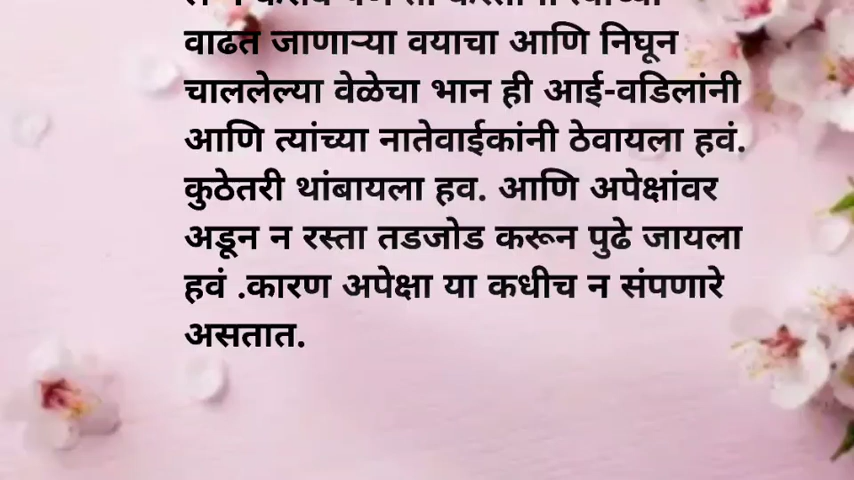 वाढत जाणाऱ्या वयाचा आणि निघून
चाललेल्या वेळेचा भान ही आई-वडिलांनी
आणि त्यांच्या नातेवाईकांनी ठेवायला हवं.
कुठेतरी थांबायला हव. आणि अपेक्षांवर
अडून न रस्ता तडजोड करून पुढे जायला
हवं .कारण अपेक्षा या कधीच न संपणारे
असतात.